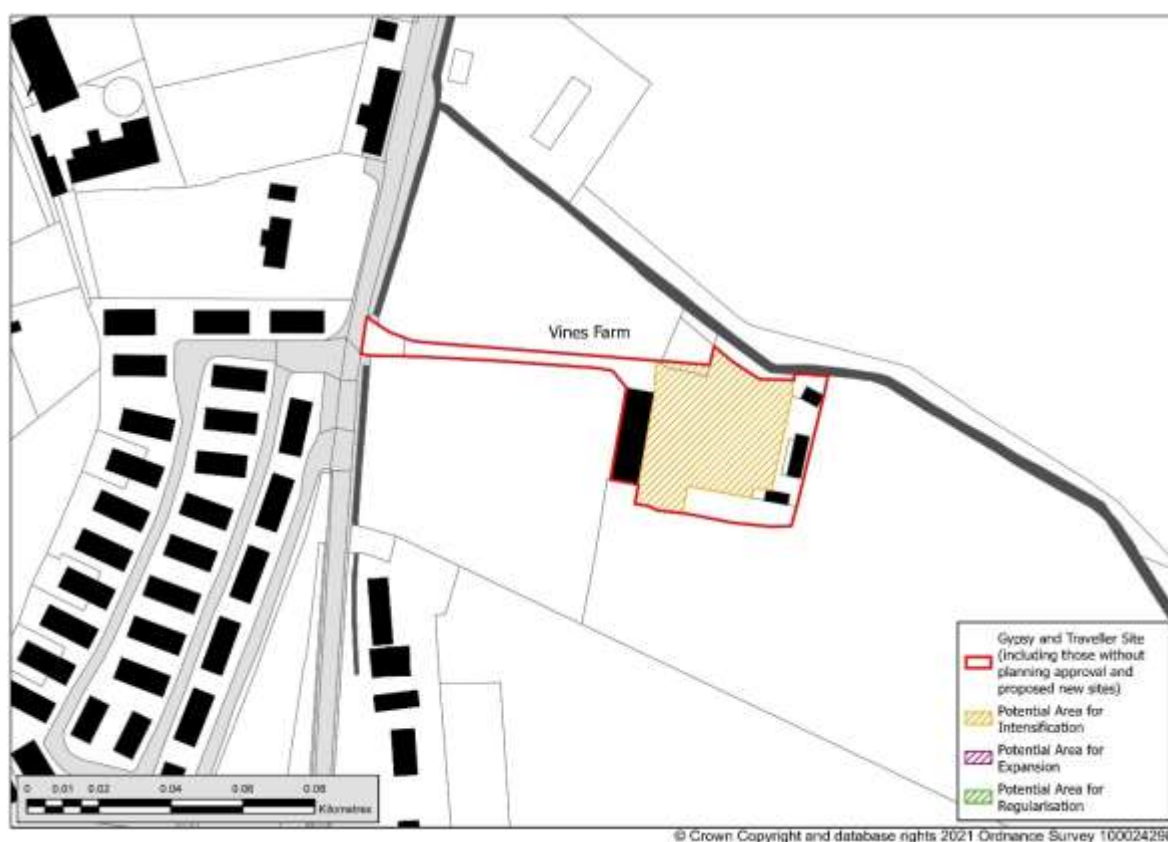 Vines Farm
Gypsy and Traveller Site
(including those without
planning approval and
proposed new sites)
Potential Area for
Intensification
Potential Area for
Expansion
Potential Area for
Regularisation
0 0.01 0.02 0.04 0.06 0.08
Kilometres
© Crown Copyright and database rights 2021 Ordnance Survey 100024296